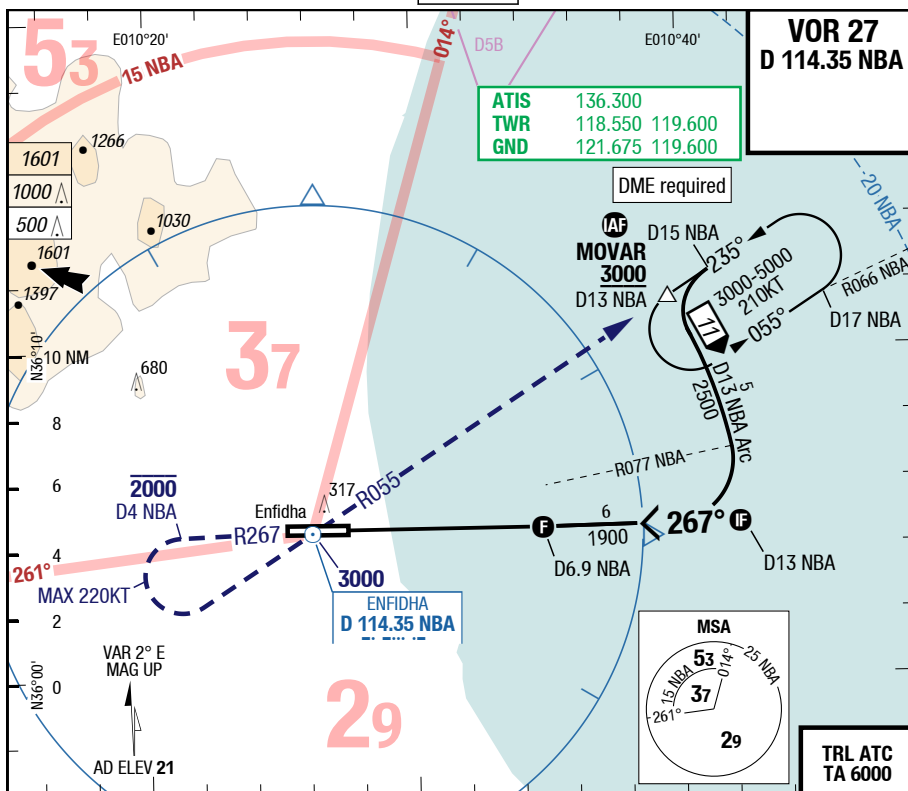 53
15 NBA
014°
D5B
E010°20'
E010°40'
VOR 27
D 114.35 NBA
ATIS 136.300
TWR 118.550 119.600
GND 121.675 119.600
DME required
20 NBA
1266
1601
1000
500
1030
1601
1397
N36°10'
10 NM
680
8
6
4
2
0
37
IAF
MOVAR
3000
D13 NBA
D15 NBA
235°
3000-5000
210KT
11
055°
R066 NBA
D17 NBA
5
D13 NBA Arc
2500
R077 NBA
2000
D4 NBA
R267
Enfidha
317
R055
261°
MAX 220KT
3000
ENFIDHA
D 114.35 NBA
F
6
1900
267°
IF
D6.9 NBA
D13 NBA
VAR 2° E
MAG UP
N36°00'
AD ELEV 21
29
MSA
53
15 NBA
014°
25 NBA
37
261°
29
TRL ATC
TA 6000